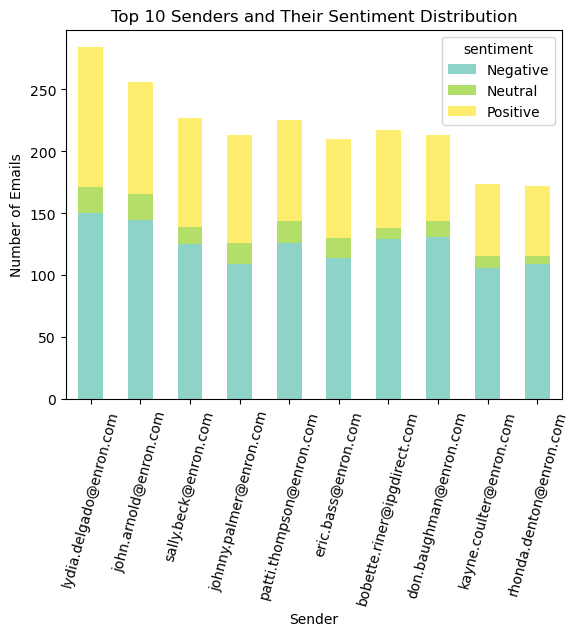 Top 10 Senders and Their Sentiment Distribution
sentiment
Negative
Neutral
Positive
Number of Emails
250
200
150
100
50
0
lydia.delgado@enron.com
john.arnold@enron.com
sally.beck@enron.com
johnny.palmer@enron.com
patti.thompson@enron.com
eric.bass@enron.com
bobette.riner@ipgdirect.com
don.baughman@enron.com
kayne.coulter@enron.com
rhonda.denton@enron.com
Sender